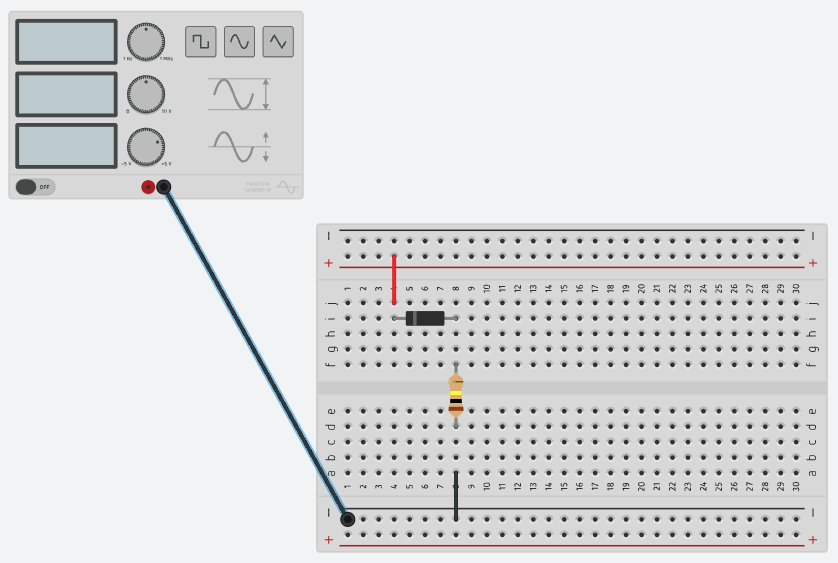 1 Hz 1 MHz
0 10 V
-5 V +5 V
OFF
FUNCTION
GENERATOR
− −
+ +
1 2 3 4 5 6 7 8 9 10 11 12 13 14 15 16 17 18 19 20 21 22 23 24 25 26 27 28 29 30
j j
i i
h h
g g
f f
e e
d d
c c
b b
a a
1 2 3 4 5 6 7 8 9 10 11 12 13 14 15 16 17 18 19 20 21 22 23 24 25 26 27 28 29 30
− −
+ +